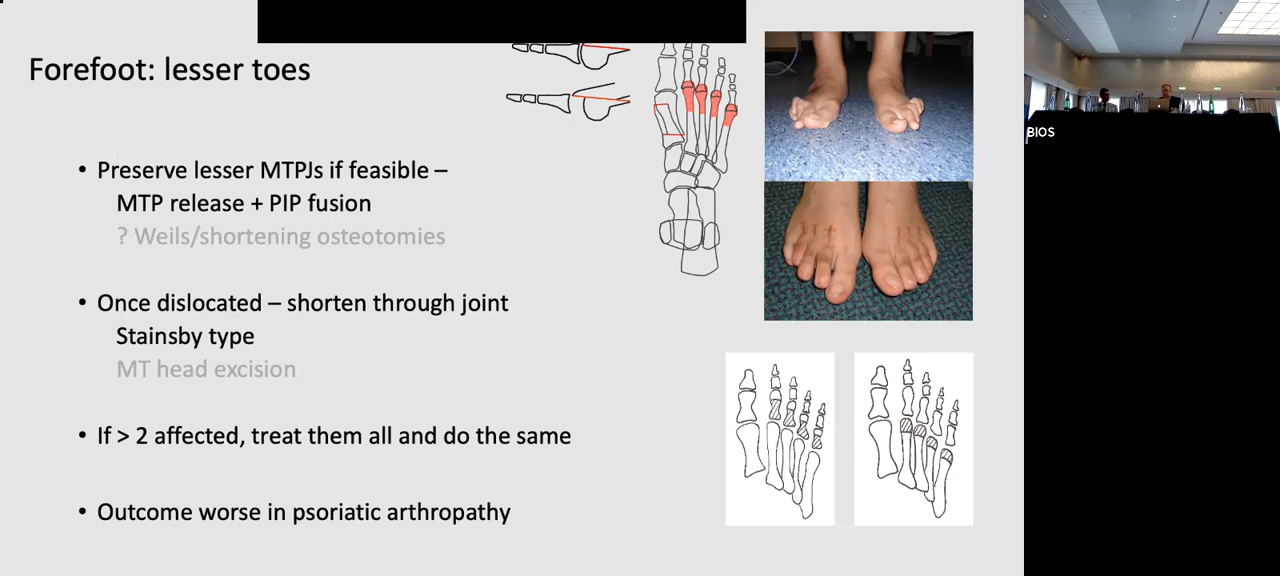 Forefoot: lesser toes
• Preserve lesser MTPJs if feasible –
MTP release + PIP fusion
? Weils/shortening osteotomies
• Once dislocated – shorten through joint
Stainsby type
MT head excision
• If > 2 affected, treat them all and do the same
• Outcome worse in psoriatic arthropathy
BIOS